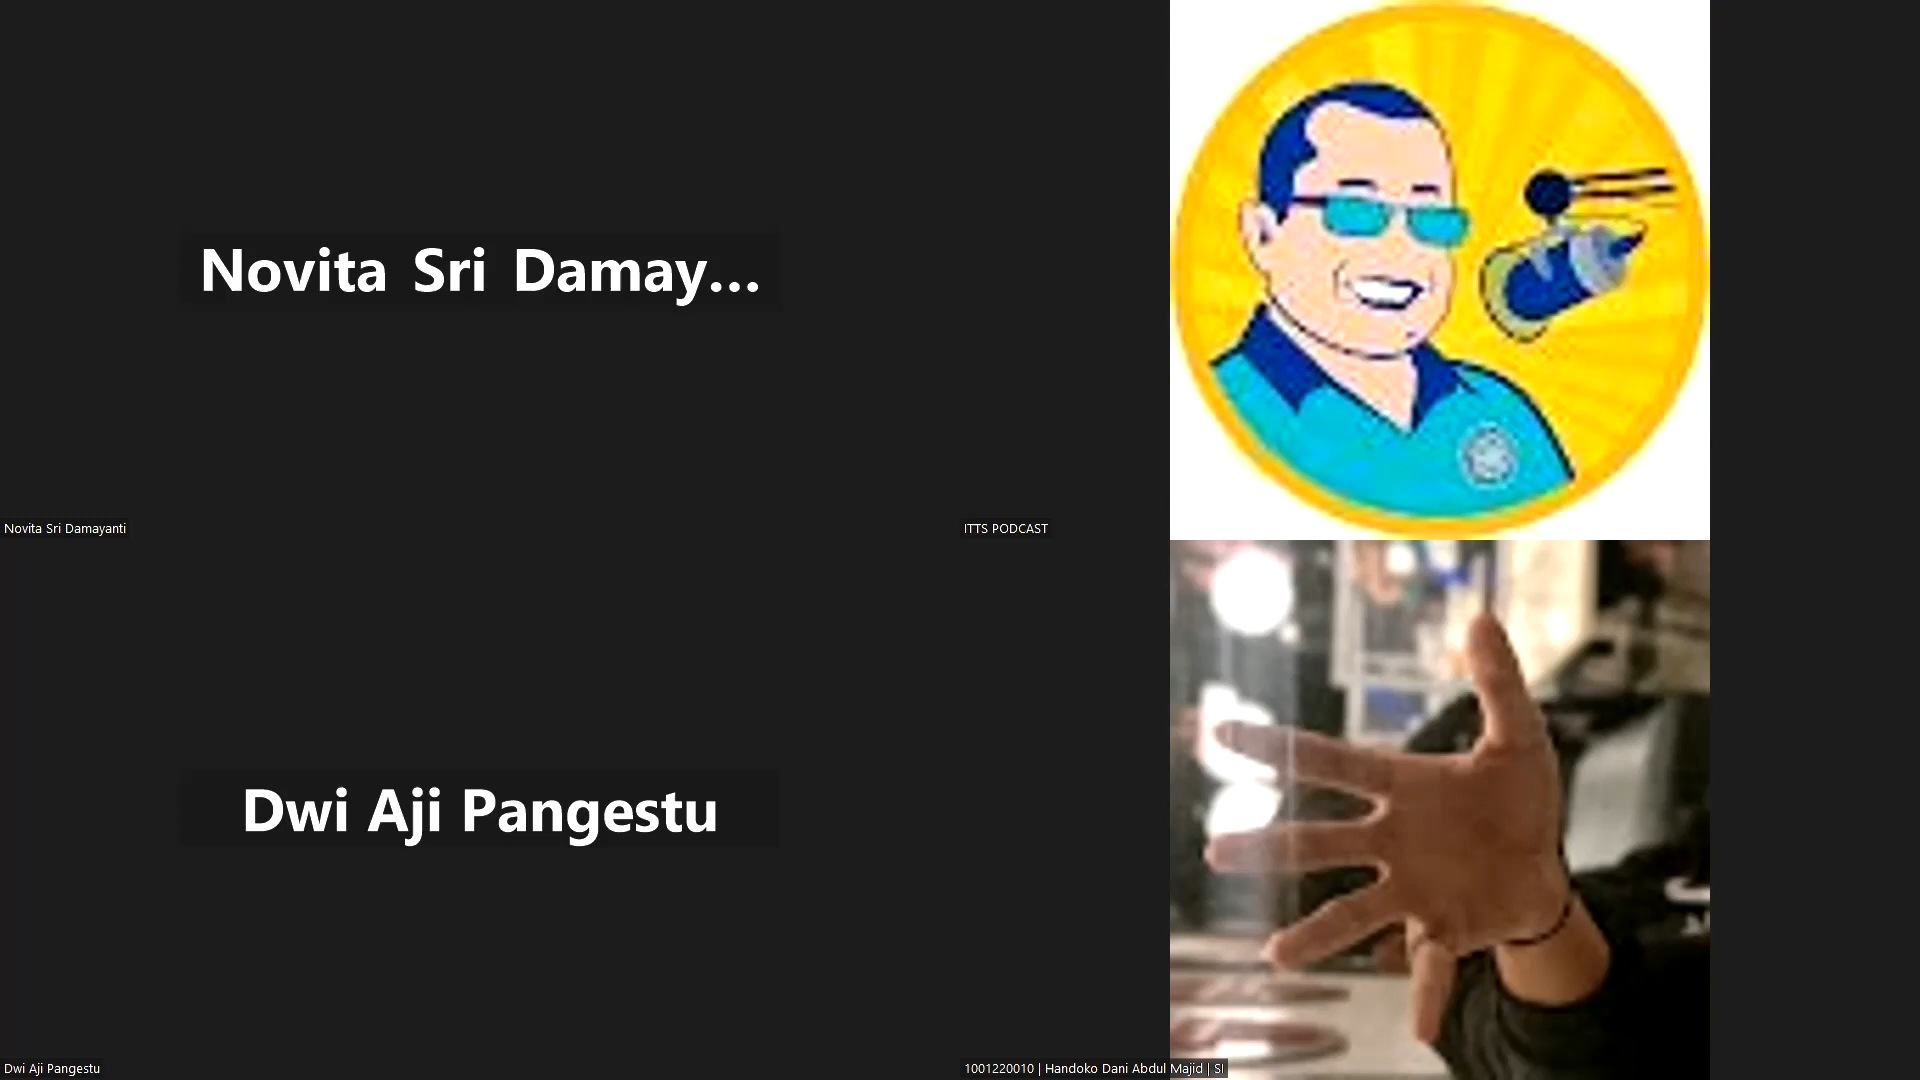 Novita Sri Damay...
Novita Sri Damayanti
ITTS PODCAST
Dwi Aji Pangestu
Dwi Aji Pangestu
1001220010 | Handoko Dani Abdul Majid | SI